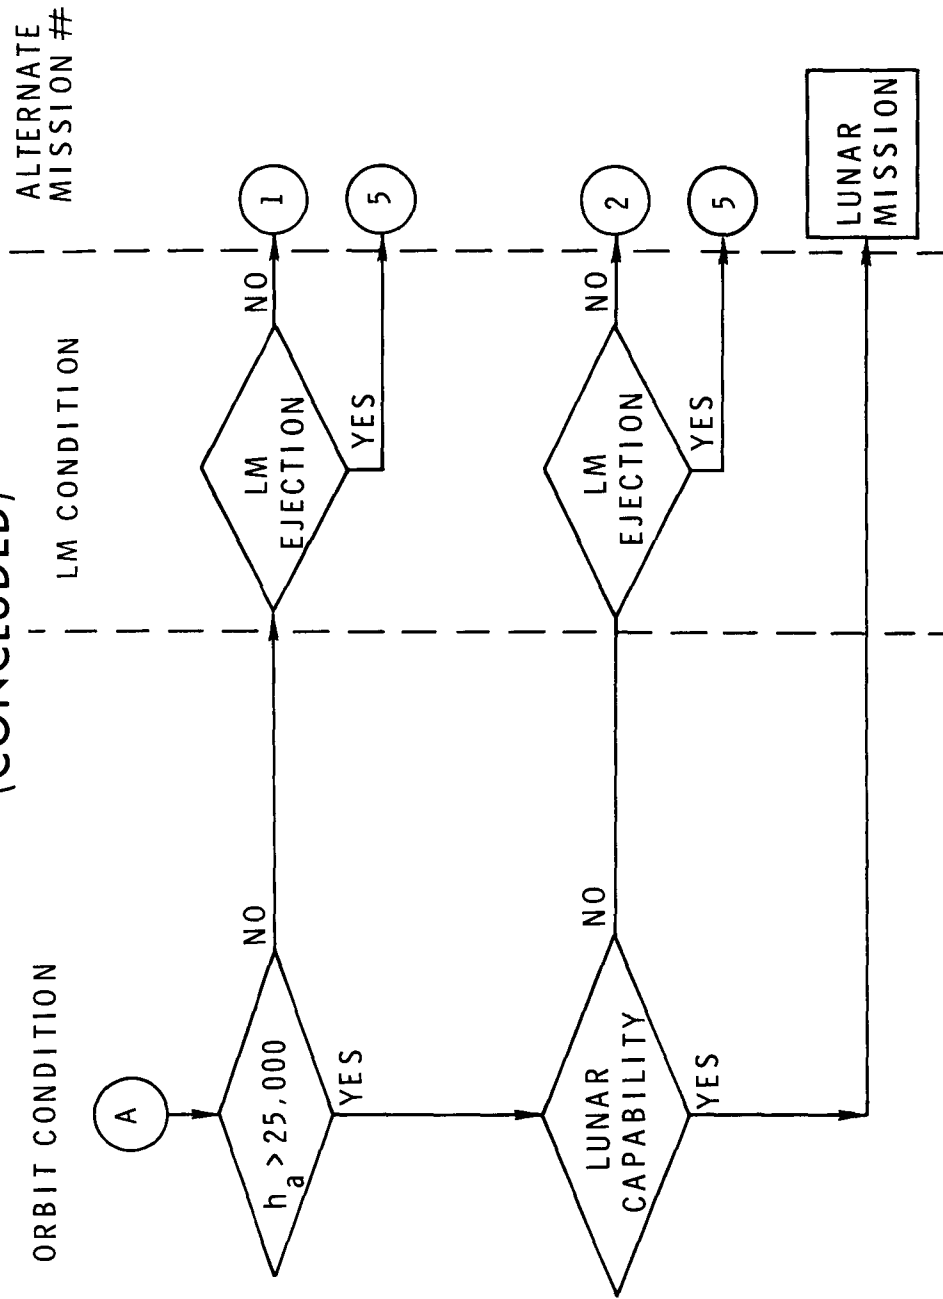 (CONCLUDED)
ORBIT CONDITION
LM CONDITION
ALTERNATE
MISSION #
A
h a > 25,000
NO
YES
LM
EJECTION
NO
YES
1
5
LUNAR
CAPABILITY
NO
YES
LM
EJECTION
NO
YES
2
5
LUNAR
MISSION